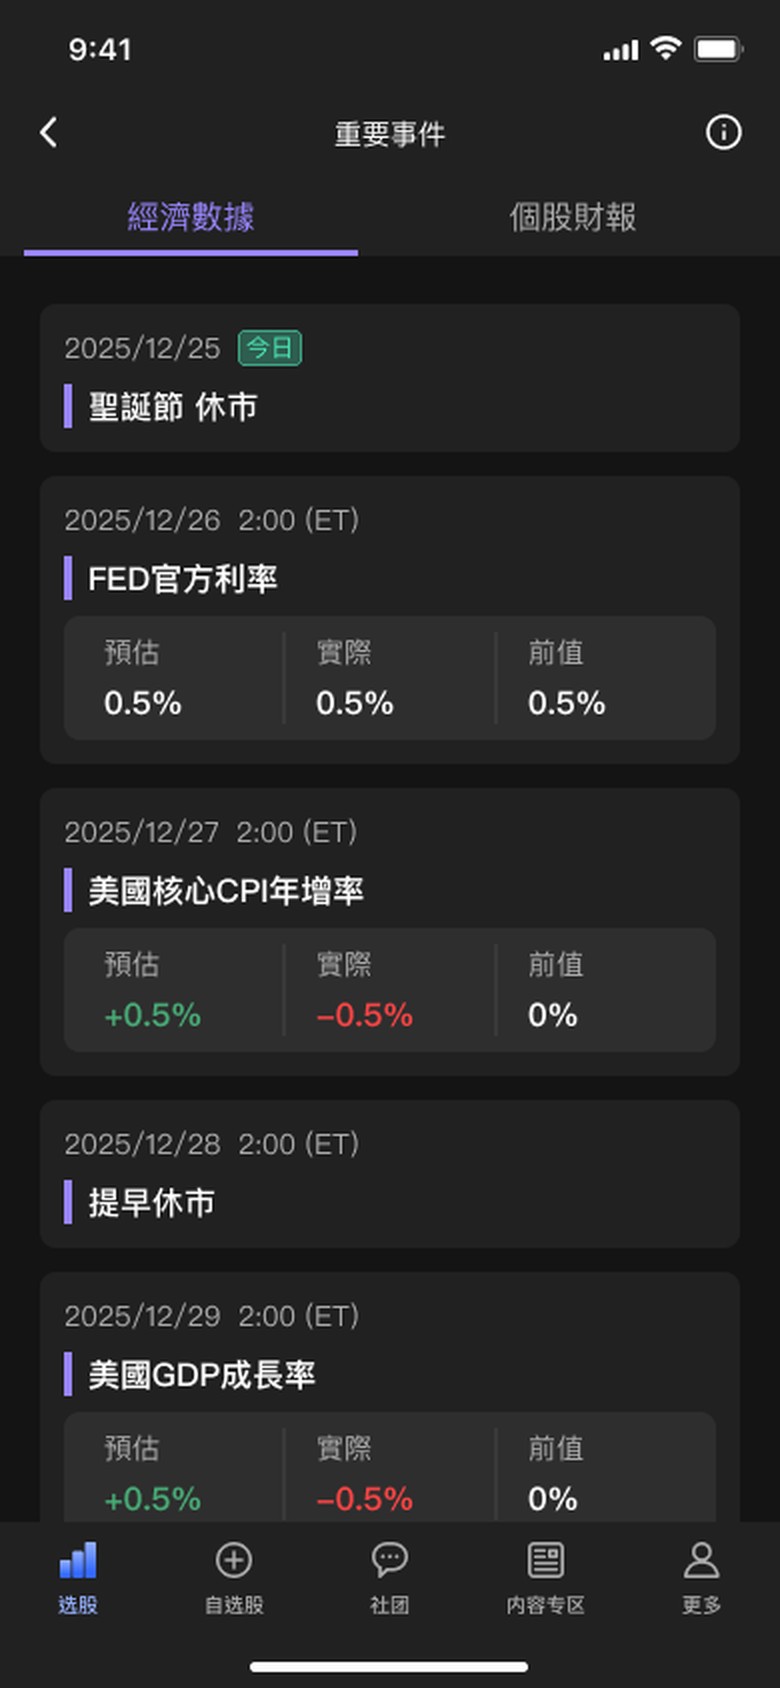 9:41
重要事件
經濟數據 個股財報
2025/12/25 今日
聖誕節 休市
2025/12/26 2:00 (ET)
FED官方利率
預估 實際 前值
0.5% 0.5% 0.5%
2025/12/27 2:00 (ET)
美國核心CPI年增率
預估 實際 前值
+0.5% −0.5% 0%
2025/12/28 2:00 (ET)
提早休市
2025/12/29 2:00 (ET)
美國GDP成長率
預估 實際 前值
+0.5% −0.5% 0%
选股 自选股 社团 内容专区 更多